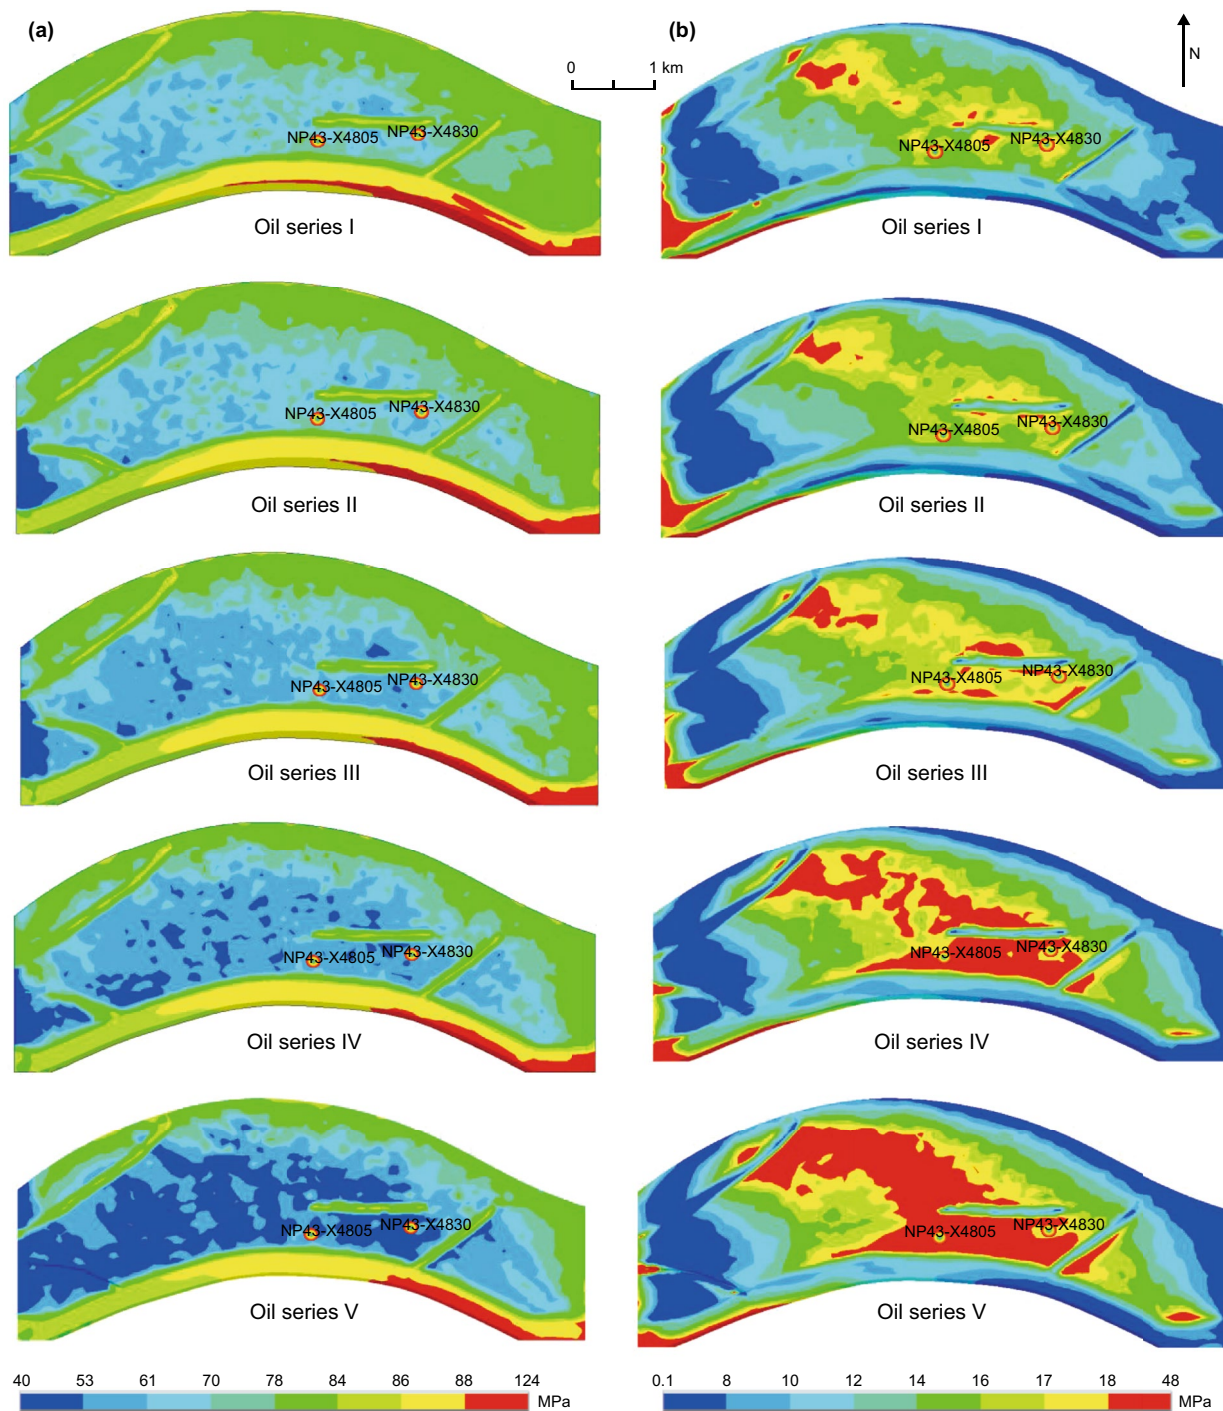 (a)
(b)
N
0 1 km
NP43-X4805 NP43-X4830
NP43-X4805 NP43-X4830
Oil series I
Oil series I
NP43-X4805 NP43-X4830
NP43-X4805 NP43-X4830
Oil series II
Oil series II
NP43-X4805 NP43-X4830
NP43-X4805 NP43-X4830
Oil series III
Oil series III
NP43-X4805 NP43-X4830
NP43-X4805 NP43-X4830
Oil series IV
Oil series IV
NP43-X4805 NP43-X4830
NP43-X4805 NP43-X4830
Oil series V
Oil series V
40 53 61 70 78 84 86 88 124
MPa
0.1 8 10 12 14 16 17 18 48
MPa